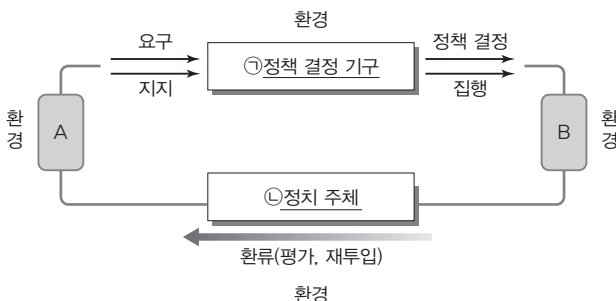 환경
요구
지지
㉠정책 결정 기구
정책 결정
집행
환경
A
B
환경
㉡정치 주체
환류(평가, 재투입)
환경